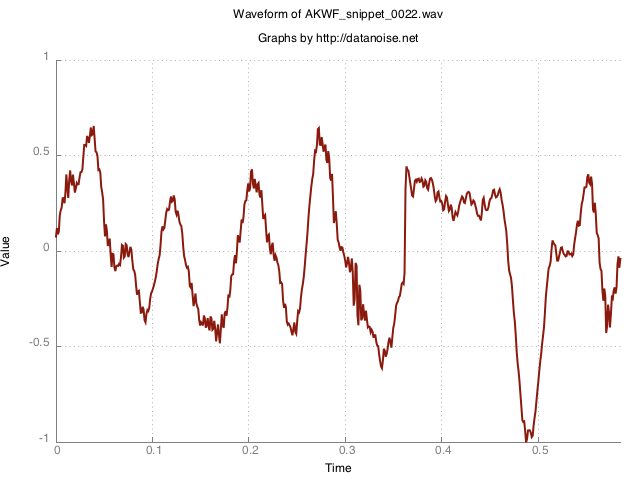 Waveform of AKWF_snippet_0022.wav
Graphs by http://datanoise.net
1
0.5
0
-0.5
-1
Value
0 0.1 0.2 0.3 0.4 0.5
Time